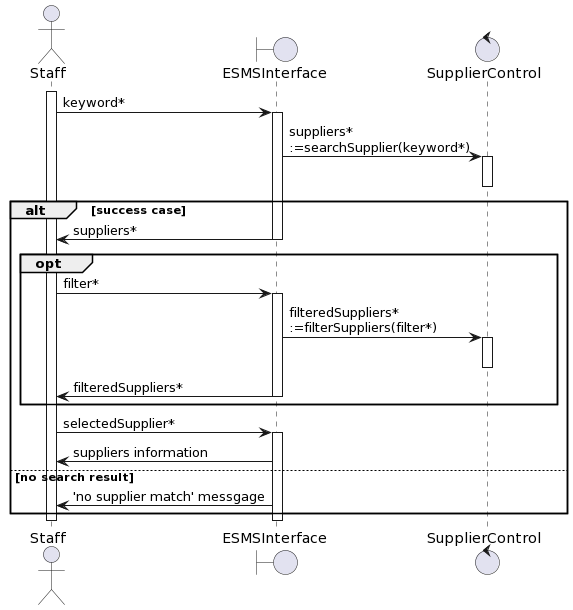 Staff
ESMSInterface
SupplierControl
keyword*
suppliers*
:=searchSupplier(keyword*)
alt
[success case]
suppliers*
opt
filter*
filteredSuppliers*
:=filterSuppliers(filter*)
filteredSuppliers*
selectedSupplier*
suppliers information
[no search result]
'no supplier match' messgage
Staff
ESMSInterface
SupplierControl